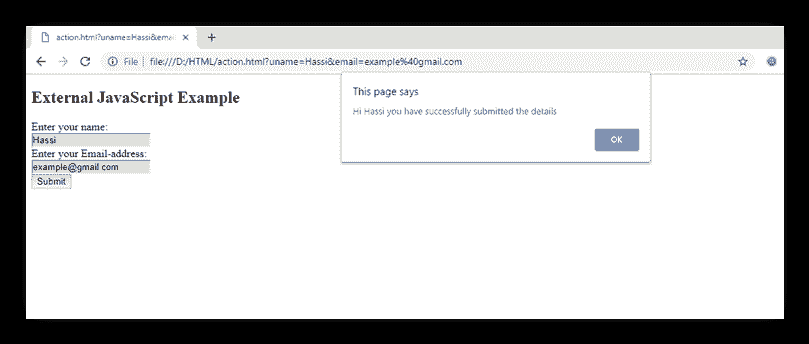 action.html?uname=Hassi&ema
File
file:///D:/HTML/action.html?uname=Hassi&email=example%40gmail.com
This page says
Hi Hassi you have successfully submitted the details
OK
External JavaScript Example
Enter your name:
Hassi
Enter your Email-address:
example@gmail.com
Submit